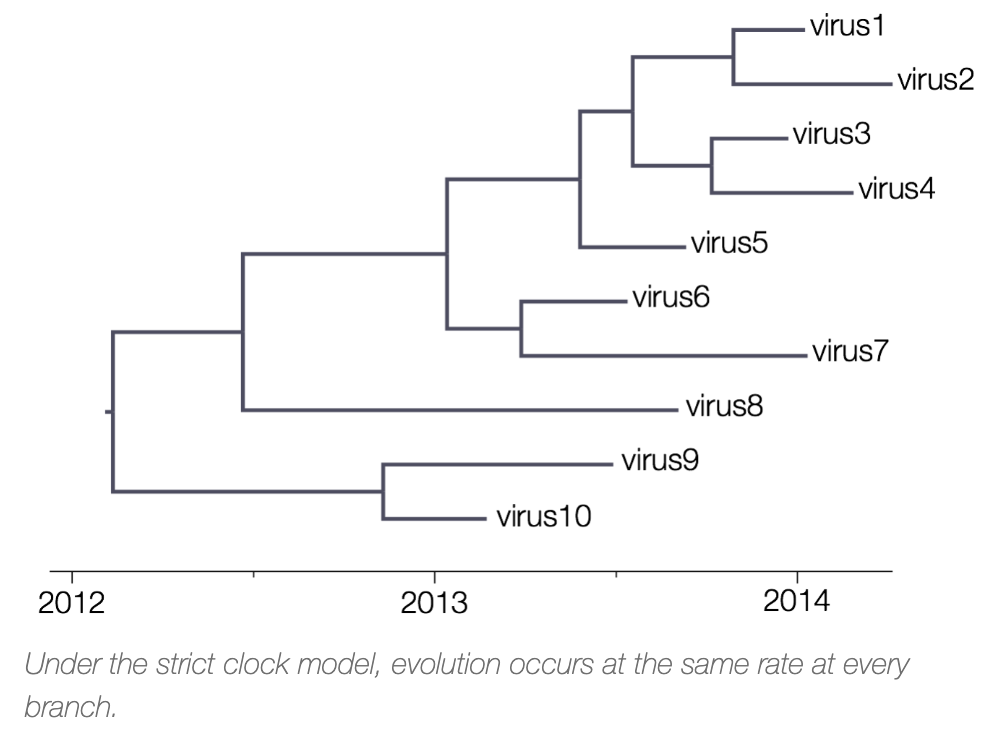 virus1
virus2
virus3
virus4
virus5
virus6
virus7
virus8
virus9
virus10
2012 2013 2014
Under the strict clock model, evolution occurs at the same rate at every
branch.